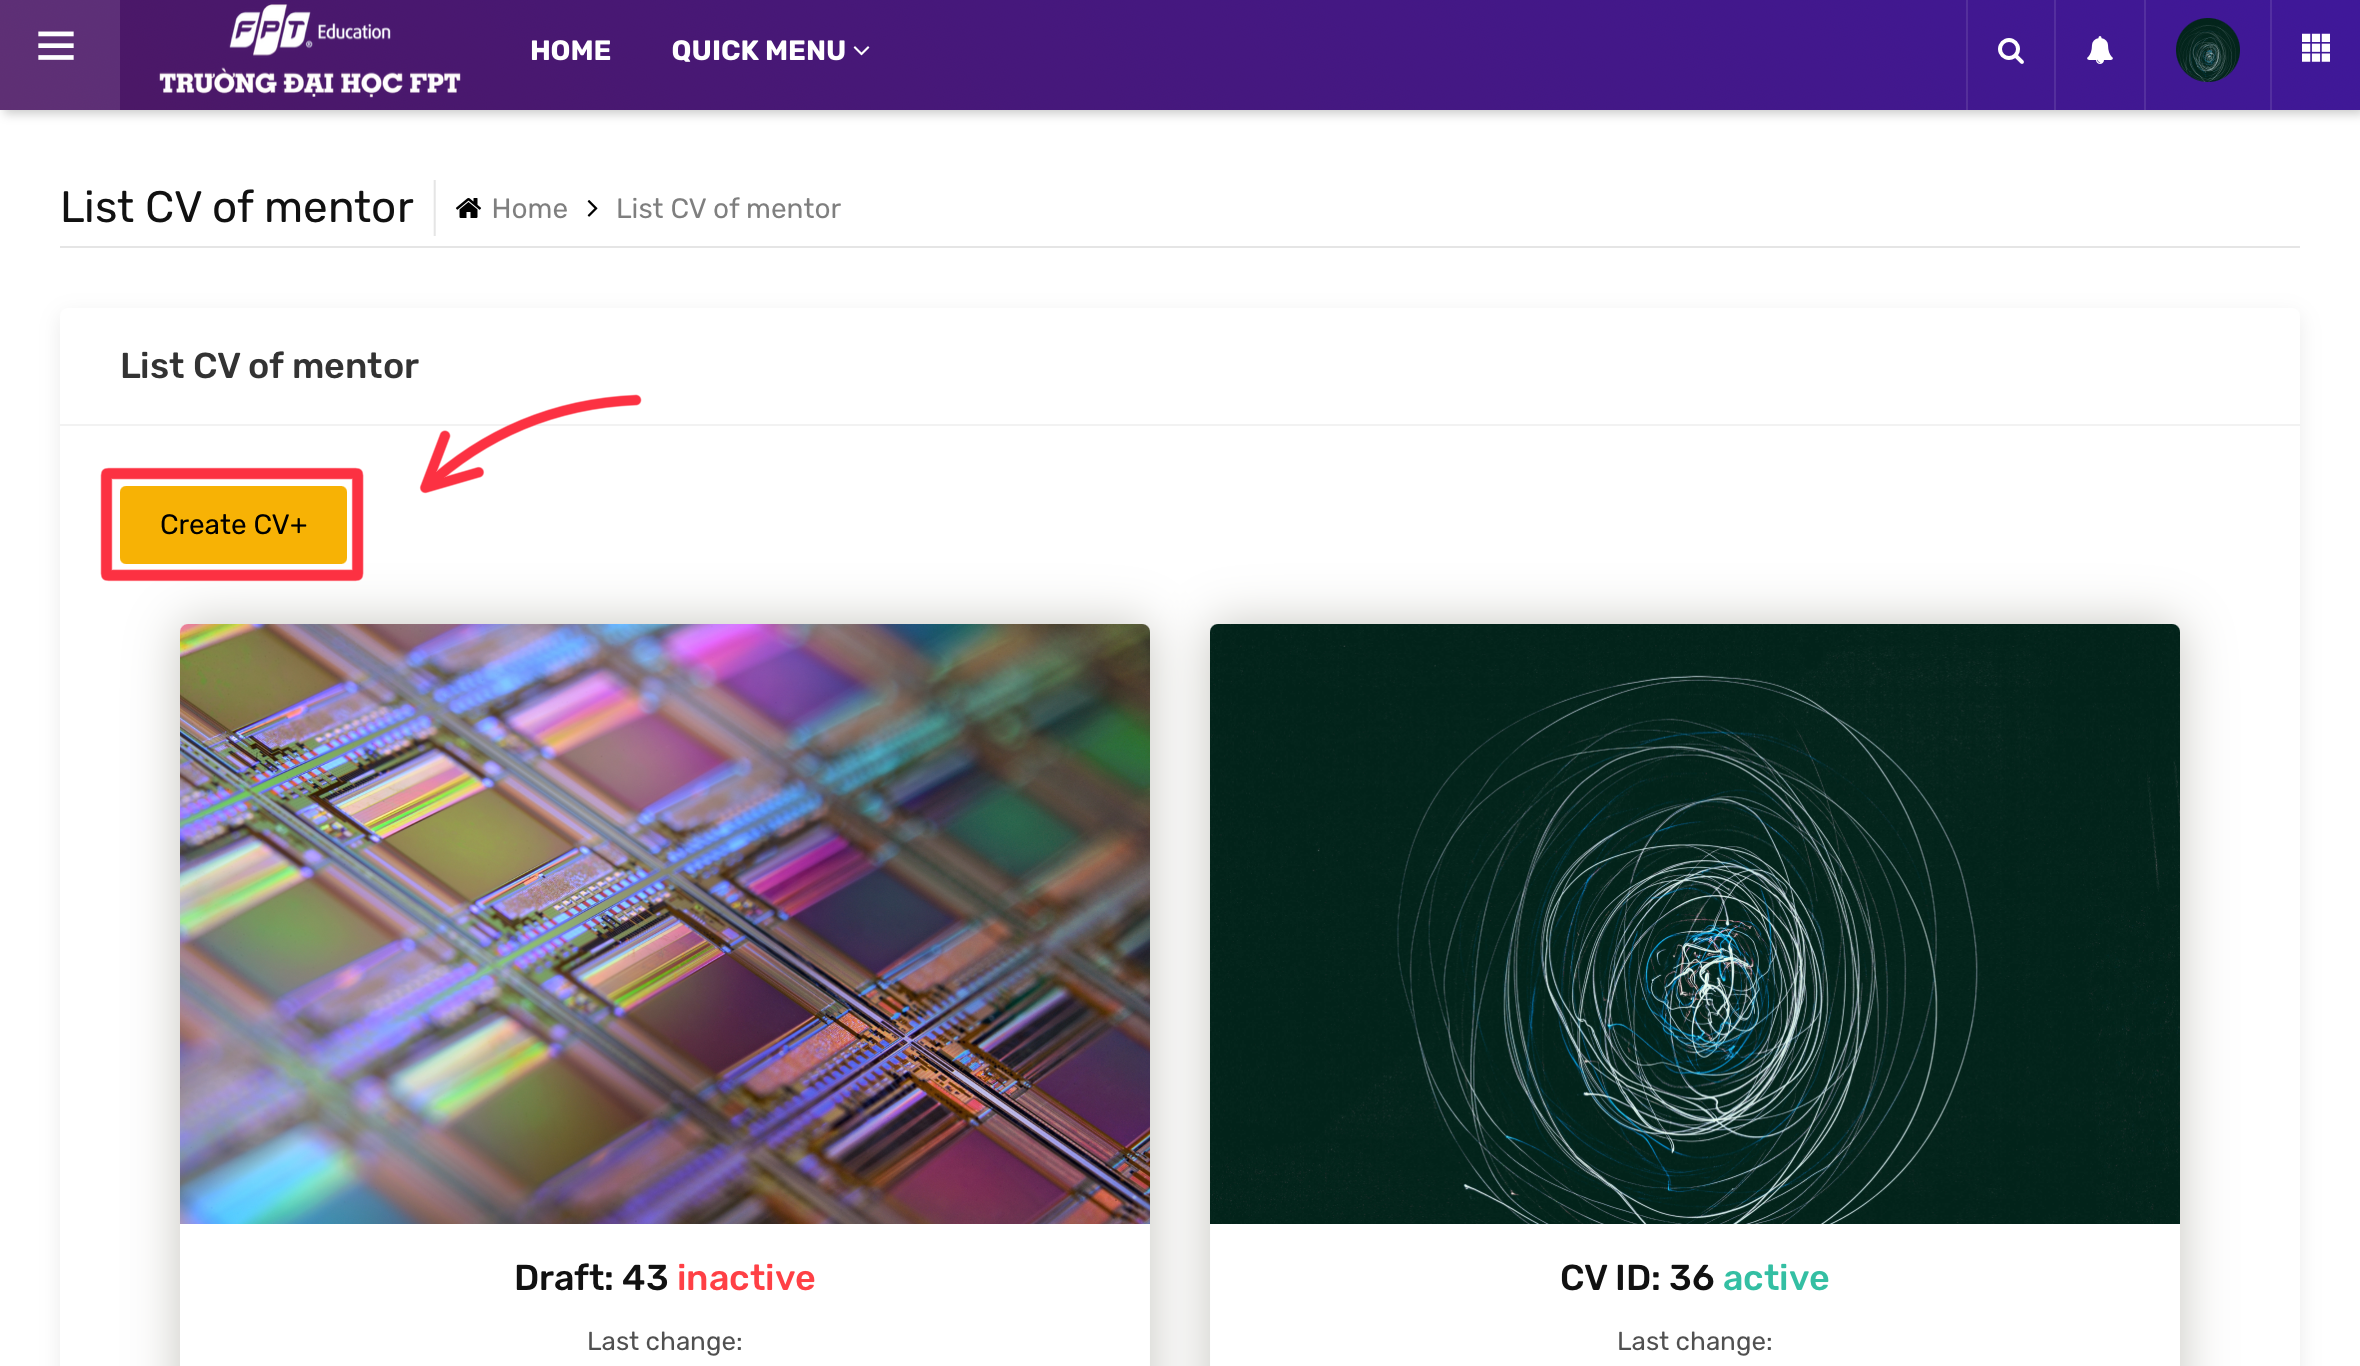 FPT Education
TRƯỜNG ĐẠI HỌC FPT
HOME
QUICK MENU
List CV of mentor
Home > List CV of mentor
List CV of mentor
Create CV+
Draft: 43 inactive
Last change:
CV ID: 36 active
Last change: